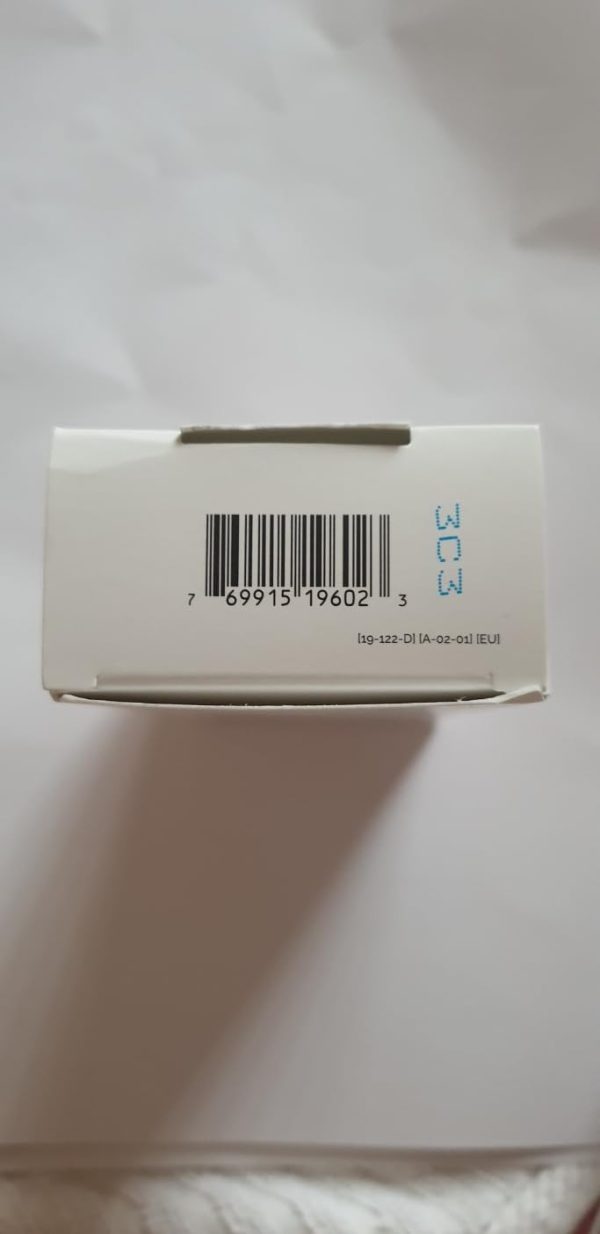 7 69915 19602 3
3C3
[19-122-D] [A-02-01] [EU]